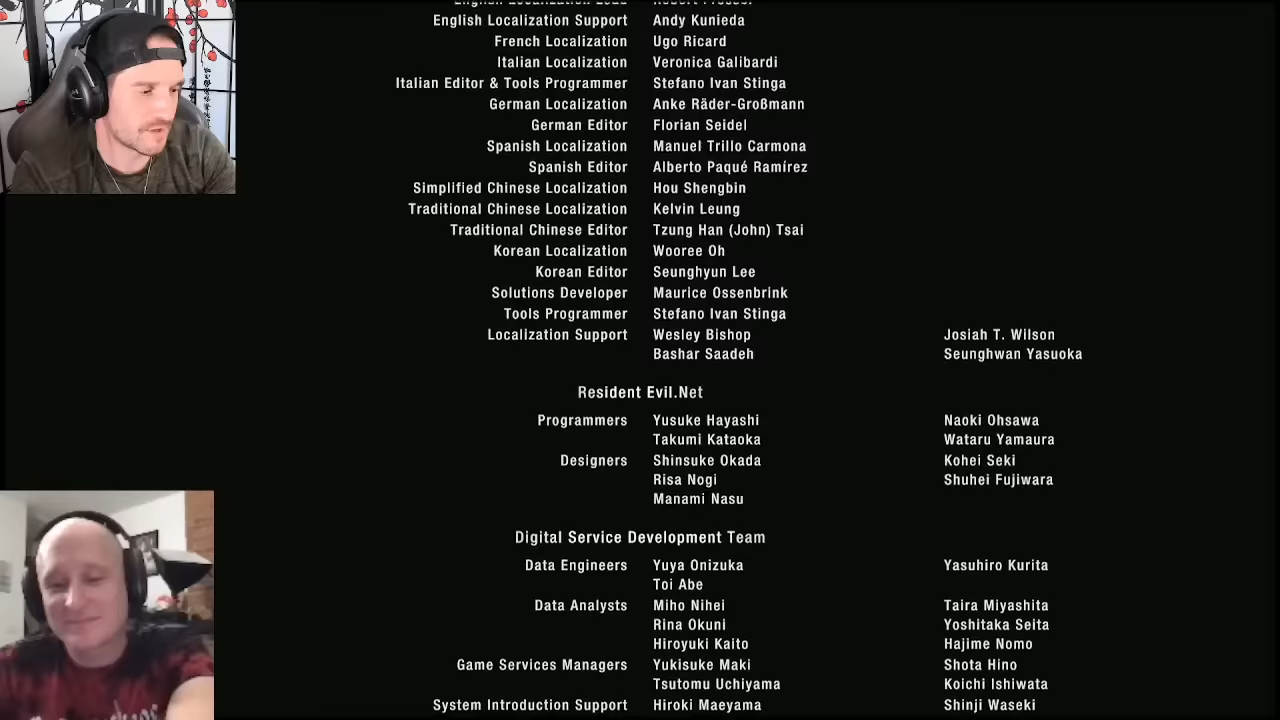 English Localization Support Andy Kunieda
French Localization Ugo Ricard
Italian Localization Veronica Galibardi
Italian Editor & Tools Programmer Stefano Ivan Stinga
German Localization Anke Räder-Großmann
German Editor Florian Seidel
Spanish Localization Manuel Trillo Carmona
Spanish Editor Alberto Paqué Ramírez
Simplified Chinese Localization Hou Shengbin
Traditional Chinese Localization Kelvin Leung
Traditional Chinese Editor Tzung Han (John) Tsai
Korean Localization Wooree Oh
Korean Editor Seunghyun Lee
Solutions Developer Maurice Ossenbrink
Tools Programmer Stefano Ivan Stinga
Localization Support Wesley Bishop Josiah T. Wilson
Bashar Saadeh Seunghwan Yasuoka
Resident Evil.Net
Programmers Yusuke Hayashi Naoki Ohsawa
Takumi Kataoka Wataru Yamaura
Designers Shinsuke Okada Kohei Seki
Risa Nogi Shuhei Fujiwara
Manami Nasu
Digital Service Development Team
Data Engineers Yuya Onizuka Yasuhiro Kurita
Toi Abe
Data Analysts Miho Nihei Taira Miyashita
Rina Okuni Yoshitaka Seita
Hiroyuki Kaito Hajime Nomo
Game Services Managers Yukisuke Maki Shota Hino
Tsutomu Uchiyama Koichi Ishiwata
System Introduction Support Hiroki Maeyama Shinji Waseki